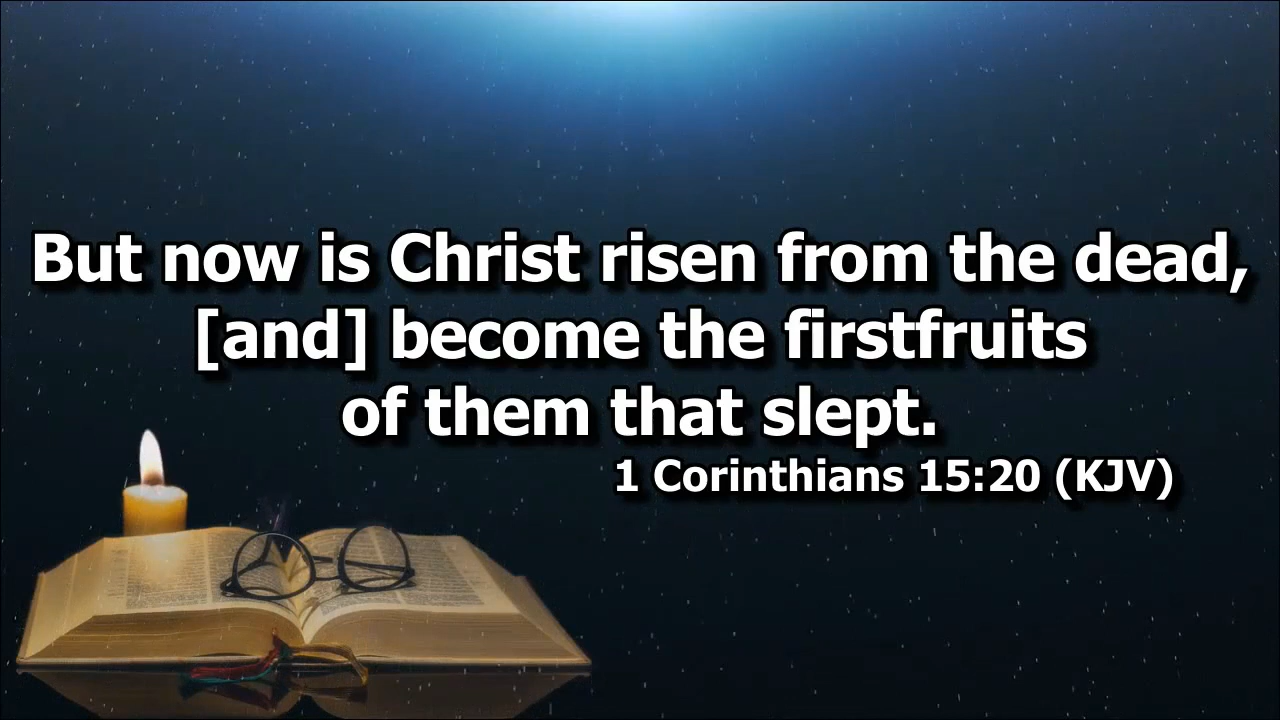 But now is Christ risen from the dead,
[and] become the firstfruits
of them that slept.
1 Corinthians 15:20 (KJV)